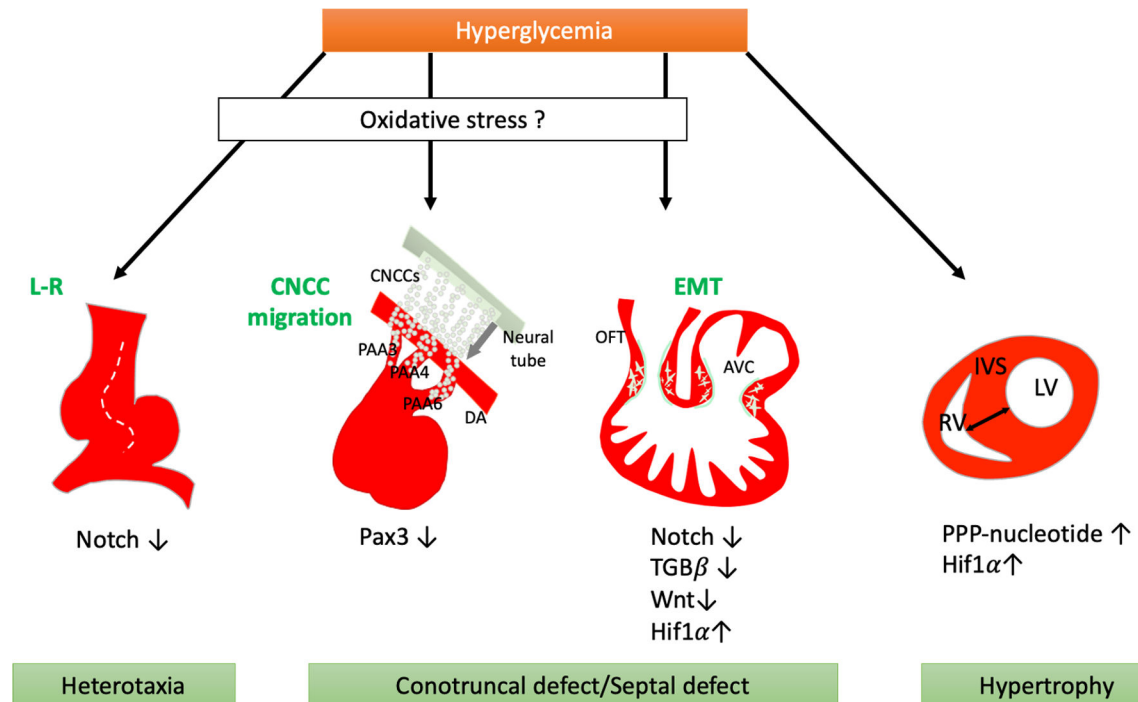 Hyperglycemia
Oxidative stress ?
L-R
CNCC
migration
CNCCs
Neural
tube
PAA3
PAA4
PAA6
DA
EMT
OFT
AVC
IVS
LV
RV
Notch ↓
Pax3 ↓
Notch ↓
TGBβ ↓
Wnt↓
Hif1α↑
PPP-nucleotide ↑
Hif1α↑
Heterotaxia
Conotruncal defect/Septal defect
Hypertrophy